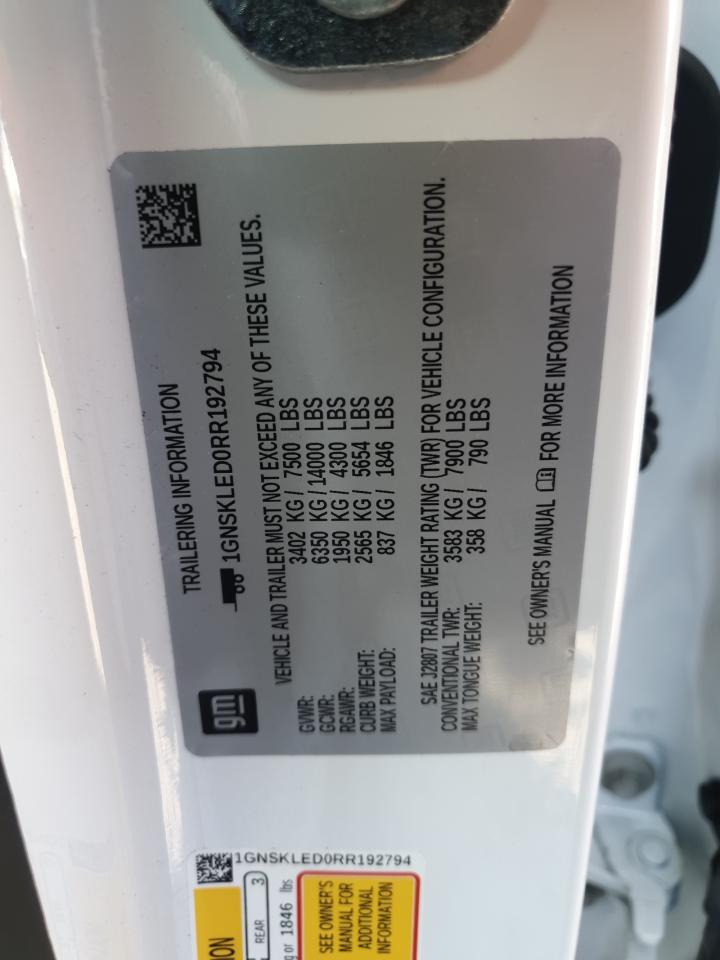 TRAILERING INFORMATION
1GNSKLED0RR192794
gm
VEHICLE AND TRAILER MUST NOT EXCEED ANY OF THESE VALUES.
GVWR: 3402 KG / 7500 LBS
GCWR: 6350 KG / 14000 LBS
RGAWR: 1950 KG / 4300 LBS
CURB WEIGHT: 2565 KG / 5654 LBS
MAX PAYLOAD: 837 KG / 1846 LBS
SAE J2807 TRAILER WEIGHT RATING (TWR) FOR VEHICLE CONFIGURATION.
CONVENTIONAL TWR: 3583 KG / 7900 LBS
MAX TONGUE WEIGHT: 358 KG / 790 LBS
SEE OWNER'S MANUAL FOR MORE INFORMATION
1GNSKLED0RR192794
REAR 3
or 1846 lbs
SEE OWNER'S
MANUAL FOR
ADDITIONAL
INFORMATION